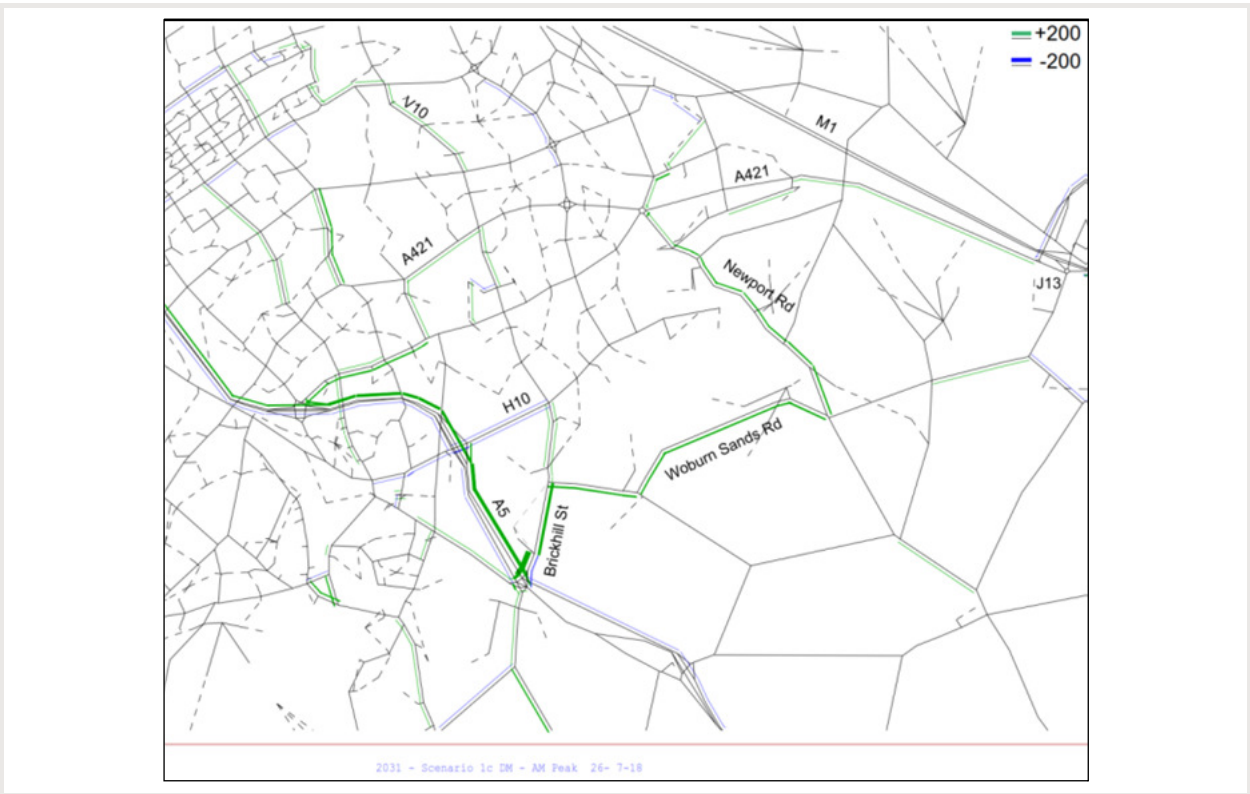 +200
-200
V10
M1
A421
A421
Newport Rd
J13
H10
Woburn Sands Rd
A5
Brickhill St
2031 - Scenario 1c DM - AM Peak 26- 7-18